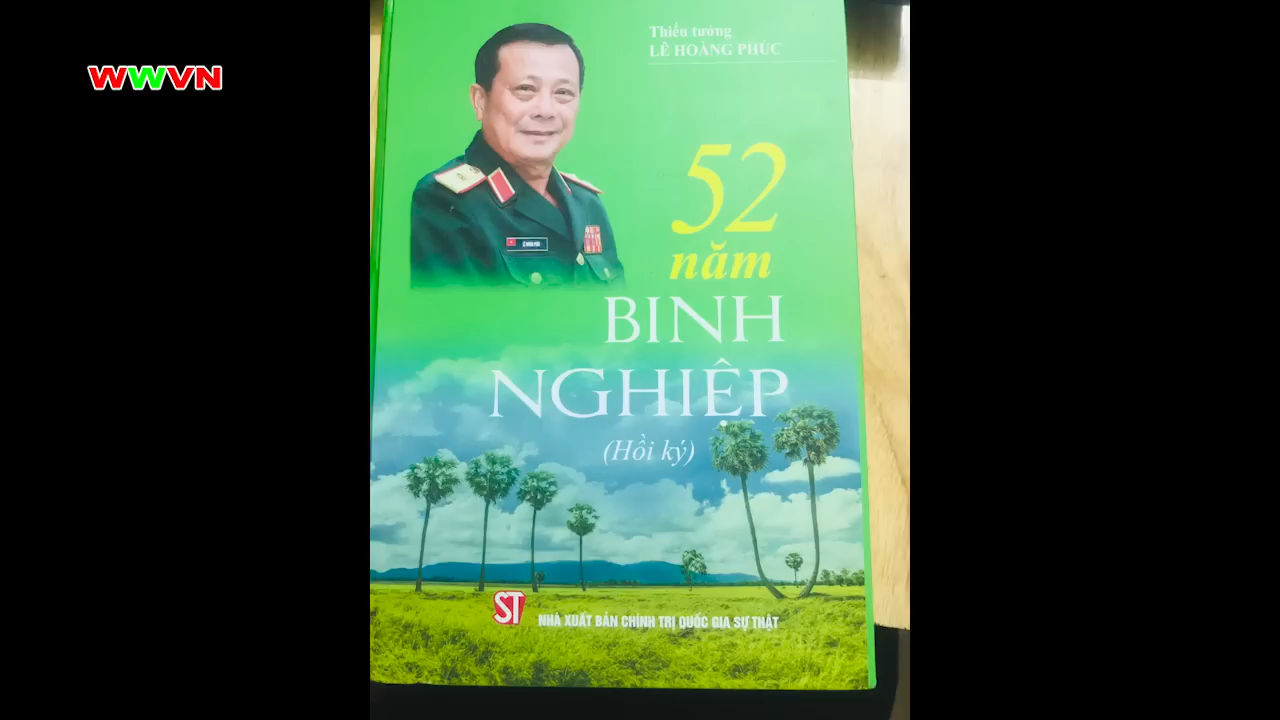 WWVN
Thiếu tướng
LÊ HOÀNG PHÚC
52
năm
BINH
NGHIỆP
(Hồi ký)
ST
NHÀ XUẤT BẢN CHÍNH TRỊ QUỐC GIA SỰ THẬT